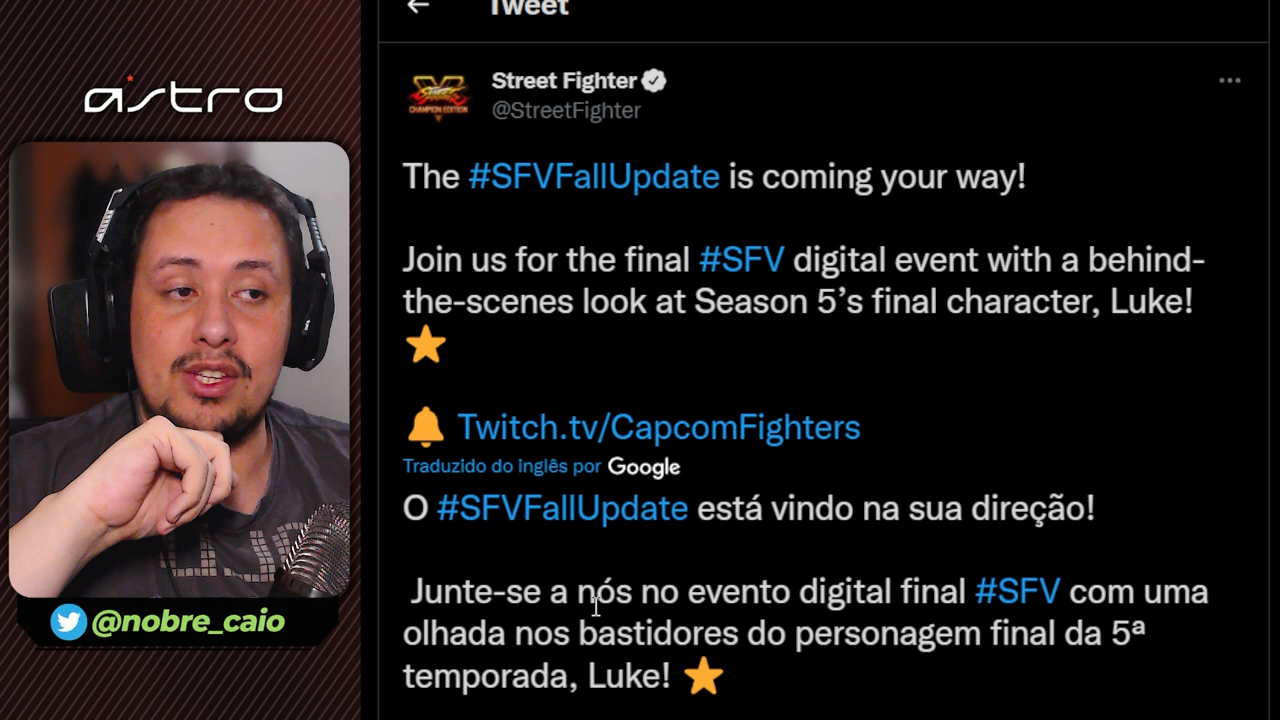 Tweet
astro
Street Fighter
@StreetFighter
CHAMPION EDITION
The #SFVFallUpdate is coming your way!
Join us for the final #SFV digital event with a behind-
the-scenes look at Season 5’s final character, Luke!
Twitch.tv/CapcomFighters
Traduzido do inglês por Google
O #SFVFallUpdate está vindo na sua direção!
Junte-se a nós no evento digital final #SFV com uma
olhada nos bastidores do personagem final da 5ª
temporada, Luke!
@nobre_caio